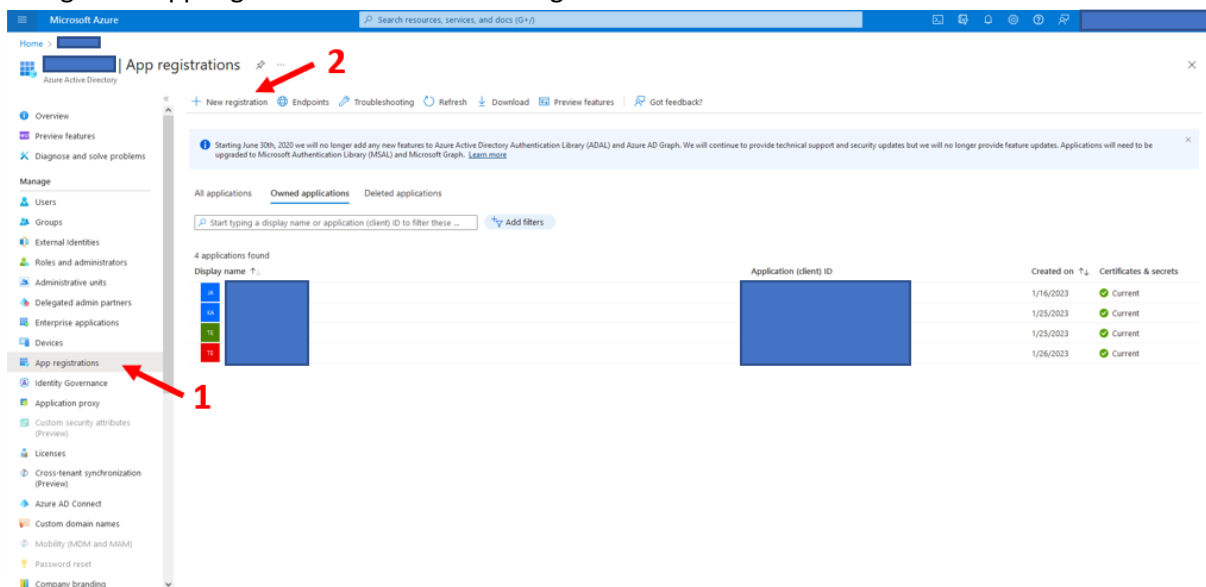 Microsoft Azure
Search resources, services, and docs (G+/)
Home >
| App registrations
Azure Active Directory
2
New registration Endpoints Troubleshooting Refresh Download Preview features Got feedback?
Overview
Preview features
Diagnose and solve problems
Manage
Users
Groups
External Identities
Roles and administrators
Administrative units
Delegated admin partners
Enterprise applications
Devices
App registrations
Identity Governance
Application proxy
Custom security attributes
(Preview)
Licenses
Cross-tenant synchronization
(Preview)
Azure AD Connect
Custom domain names
Mobility (MDM and MAM)
Password reset
Company branding
1
Starting June 30th, 2020 we will no longer add any new features to Azure Active Directory Authentication Library (ADAL) and Azure AD Graph. We will continue to provide technical support and security updates but we will no longer provide feature updates. Applications will need to be
upgraded to Microsoft Authentication Library (MSAL) and Microsoft Graph. Learn more
All applications Owned applications Deleted applications
Start typing a display name or application (client) ID to filter these ... Add filters
4 applications found
Display name Application (client) ID Created on Certificates & secrets
JA 1/16/2023 Current
KA 1/25/2023 Current
TE 1/25/2023 Current
TE 1/26/2023 Current